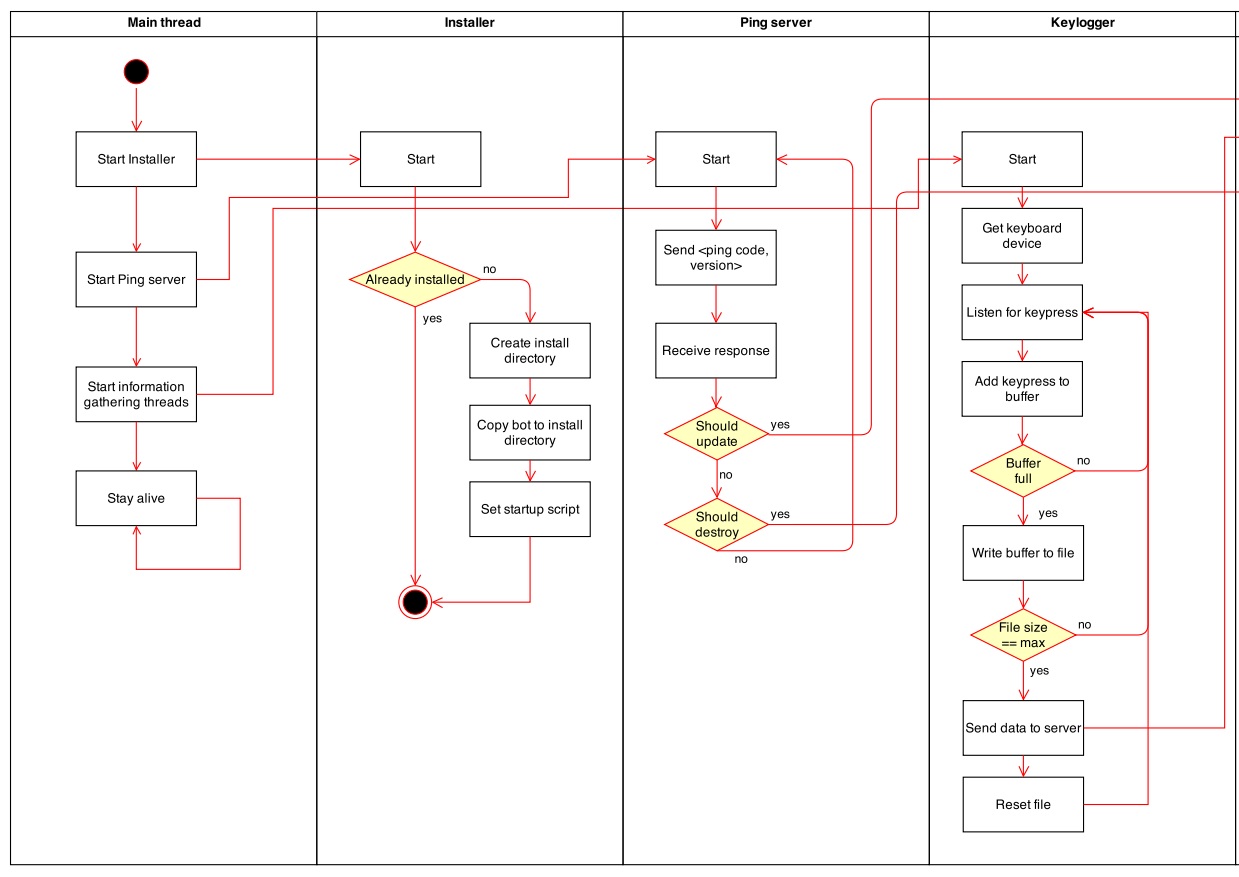 Main thread
Installer
Ping server
Keylogger
Start Installer
Start Ping server
Start information
gathering threads
Stay alive
Start
Already installed
no
yes
Create install
directory
Copy bot to install
directory
Set startup script
Start
Send <ping code,
version>
Receive response
Should
update
yes
no
Should
destroy
yes
no
Start
Get keyboard
device
Listen for keypress
Add keypress to
buffer
Buffer
full
no
yes
Write buffer to file
File size
== max
no
yes
Send data to server
Reset file